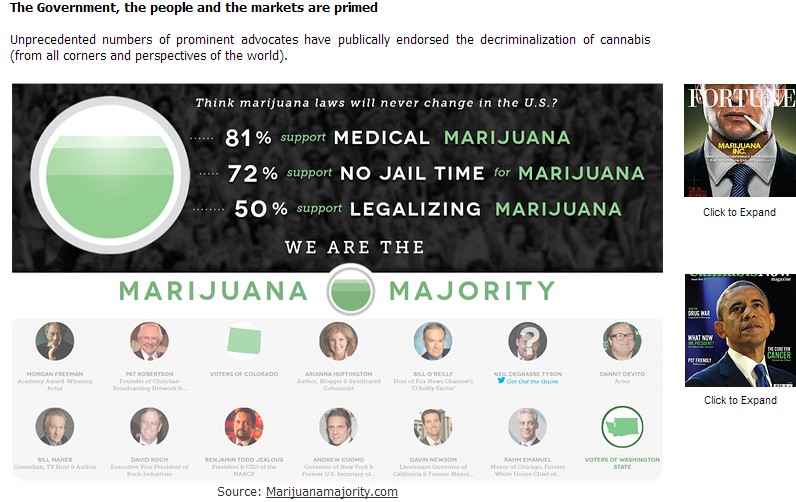 The Government, the people and the markets are primed
Unprecedented numbers of prominent advocates have publically endorsed the decriminalization of cannabis
(from all corners and perspectives of the world).
Think marijuana laws will never change in the U.S.?
...... 81% support MEDICAL MARIJUANA
..... 72% support NO JAIL TIME for MARIJUANA
........ 50% support LEGALIZING MARIJUANA
WE ARE THE
MARIJUANA MAJORITY
MORGAN FREEMAN
Academy Award-Winning
Actor
PAT ROBERTSON
Founder of Christian
Broadcasting Network &...
VOTERS OF COLORADO
ARIANNA HUFFINGTON
Author, Blogger & Syndicated
Columnist
BILL O'REILLY
Host of Fox News Channel's
"O'Reilly Factor"
?
NEIL DEGRASSE TYSON
Get Out the Quote
DANNY DEVITO
Actor
BILL MAHER
Comedian, TV Host & Author
DAVID KOCH
Executive Vice President of
Koch Industries
BENJAMIN TODD JEALOUS
President & CEO of the
NAACP
ANDREW CUOMO
Governor of New York &
Former U.S. Secretary of...
GAVIN NEWSOM
Lieutenant Governor of
California & Former Mayor...
RAHM EMANUEL
Mayor of Chicago, Former
White House Chief of...
VOTERS OF WASHINGTON
STATE
Source: Marijuanamajority.com
FORTUNE
MARIJUANA
INC.
Click to Expand
CannabisNow
magazine
DRUG WAR
WHAT NOW
MR. PRESIDENT?
POT FRIENDLY
THE CURE FOR
CANCER
Click to Expand